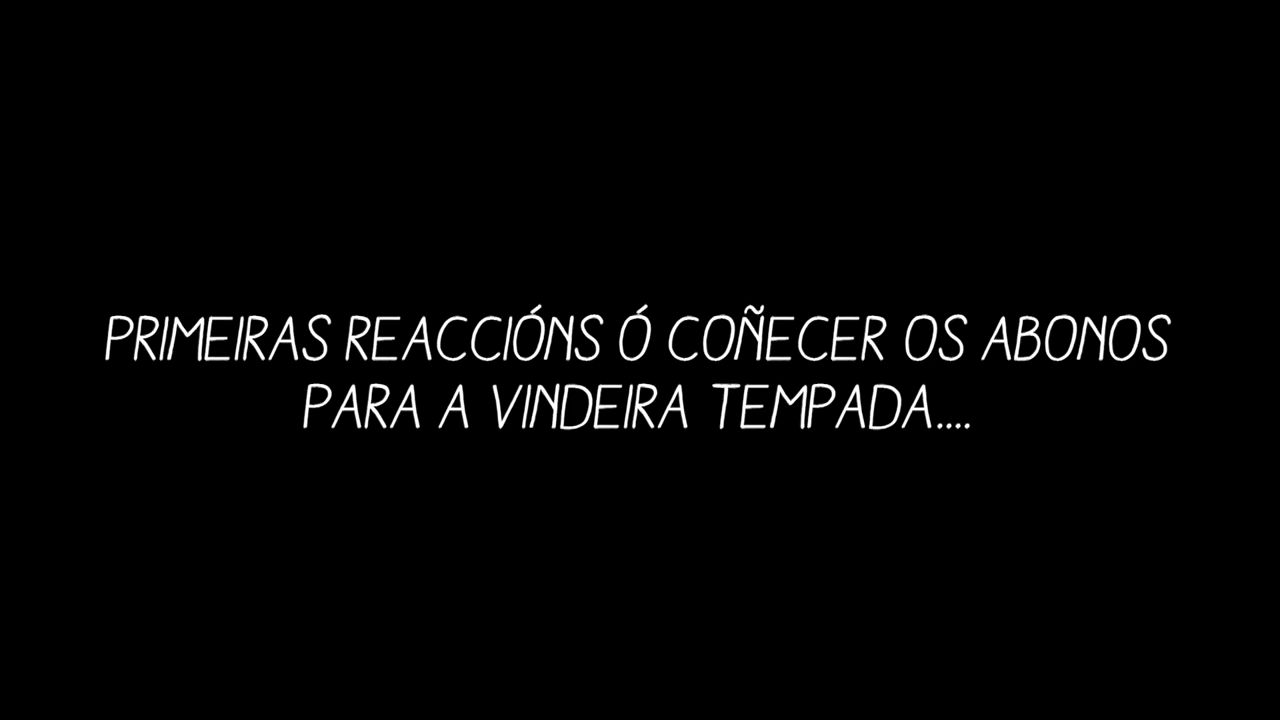 PRIMEIRAS REACCIÓNS Ó COÑECER OS ABONOS
PARA A VINDEIRA TEMPADA....